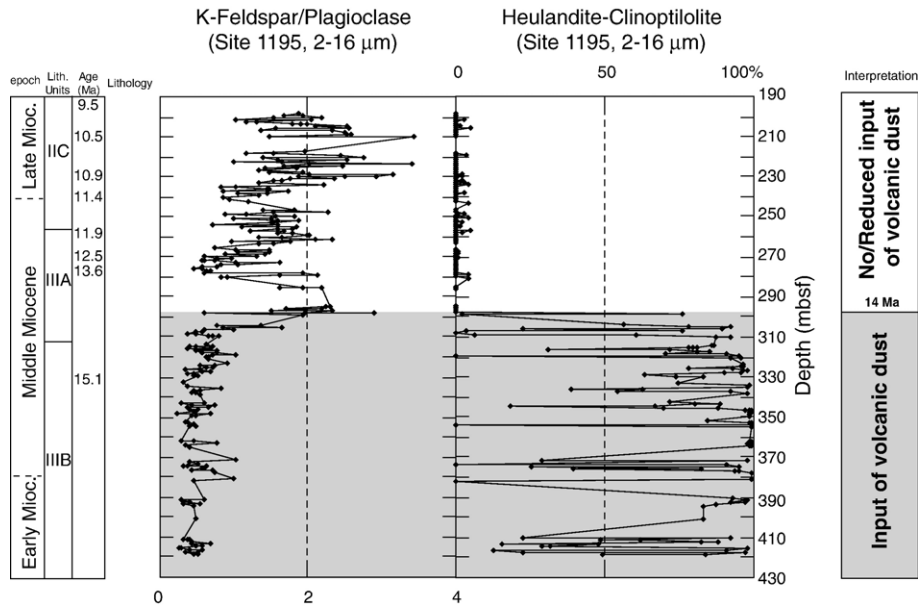 K-Feldspar/Plagioclase
(Site 1195, 2-16 μm)
Heulandite-Clinoptilolite
(Site 1195, 2-16 μm)
epoch
Lith.
Units
Age
(Ma)
Lithology
0
50
100%
Interpretation
Late Mioc.
Middle Miocene
Early Mioc.
IIC
IIIA
IIIB
9.5
10.5
10.9
11.4
11.9
12.5
13.6
15.1
190
210
230
250
270
290
310
330
350
370
390
410
430
Depth (mbsf)
No/Reduced input
of volcanic dust
14 Ma
Input of volcanic dust
0
2
4